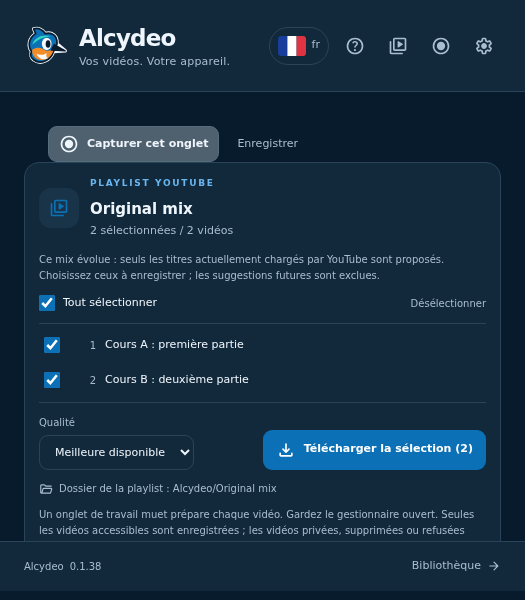 Alcydeo
Vos vidéos. Votre appareil.
fr
Capturer cet onglet
Enregistrer
PLAYLIST YOUTUBE
Original mix
2 sélectionnées / 2 vidéos
Ce mix évolue : seuls les titres actuellement chargés par YouTube sont proposés.
Choisissez ceux à enregistrer ; les suggestions futures sont exclues.
Tout sélectionner
Désélectionner
1 Cours A : première partie
2 Cours B : deuxième partie
Qualité
Meilleure disponible
Télécharger la sélection (2)
Dossier de la playlist : Alcydeo/Original mix
Un onglet de travail muet prépare chaque vidéo. Gardez le gestionnaire ouvert. Seules
les vidéos accessibles sont enregistrées ; les vidéos privées, supprimées ou refusées
Alcydeo 0.1.38
Bibliothèque